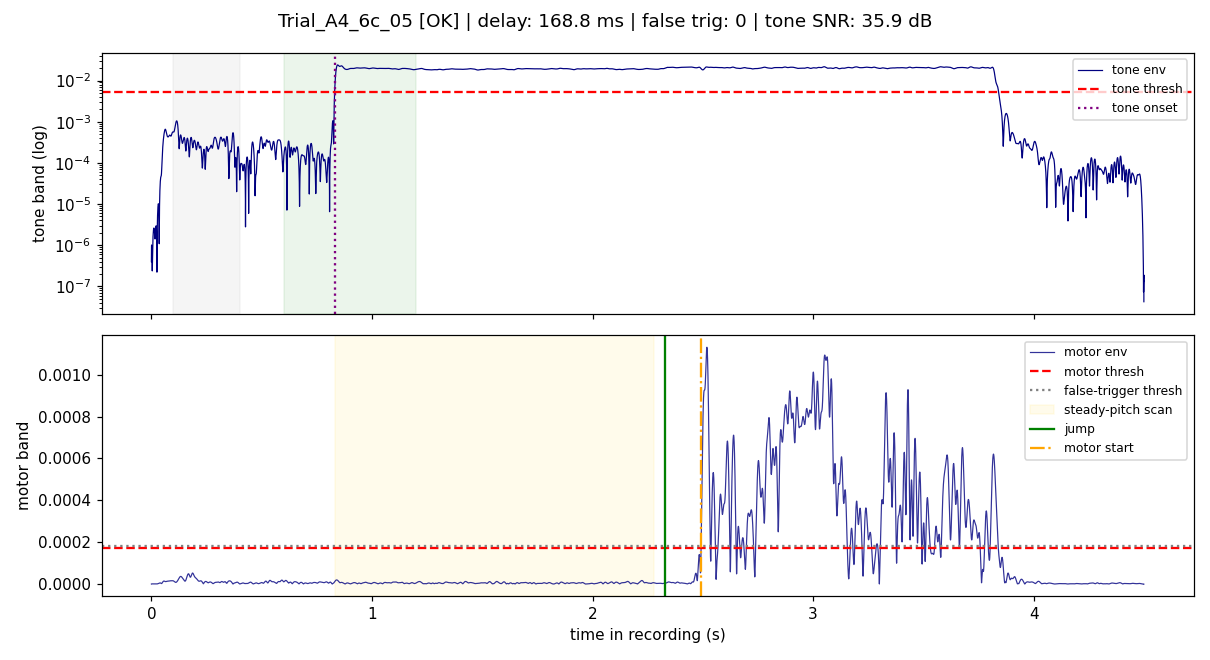 Trial_A4_6c_05 [OK] | delay: 168.8 ms | false trig: 0 | tone SNR: 35.9 dB
tone band (log)
10⁻²
10⁻³
10⁻⁴
10⁻⁵
10⁻⁶
10⁻⁷
tone env
tone thresh
tone onset
motor band
0.0010
0.0008
0.0006
0.0004
0.0002
0.0000
motor env
motor thresh
false-trigger thresh
steady-pitch scan
jump
motor start
0 1 2 3 4
time in recording (s)